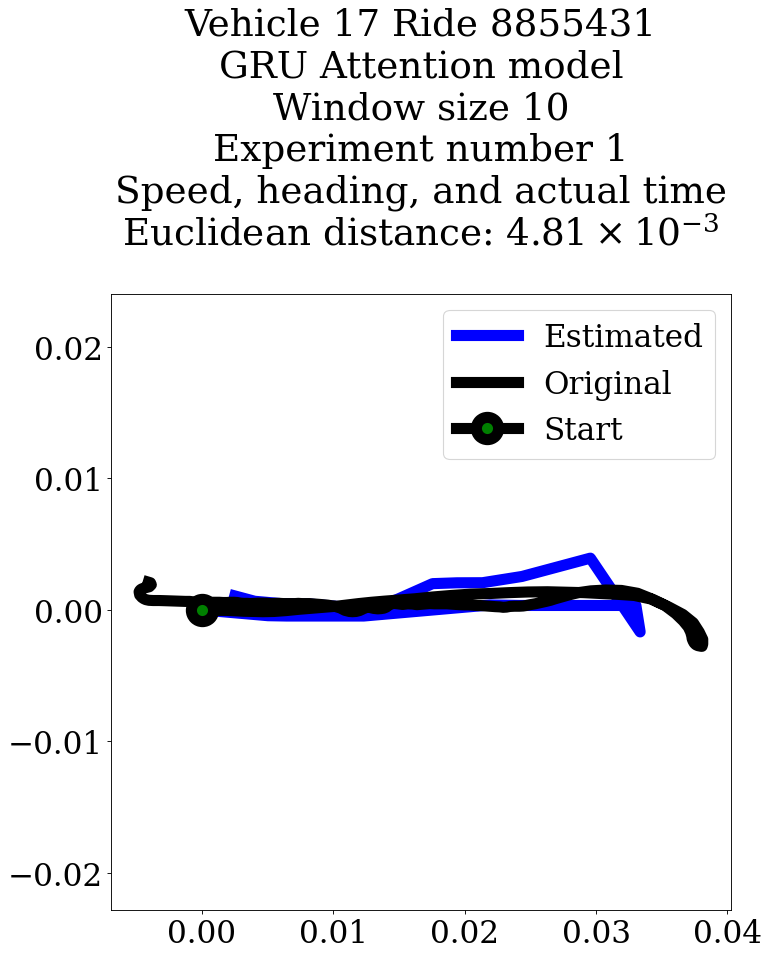 Vehicle 17 Ride 8855431
GRU Attention model
Window size 10
Experiment number 1
Speed, heading, and actual time
Euclidean distance: 4.81 × 10⁻³
Estimated
Original
Start
0.02
0.01
0.00
−0.01
−0.02
0.00 0.01 0.02 0.03 0.04